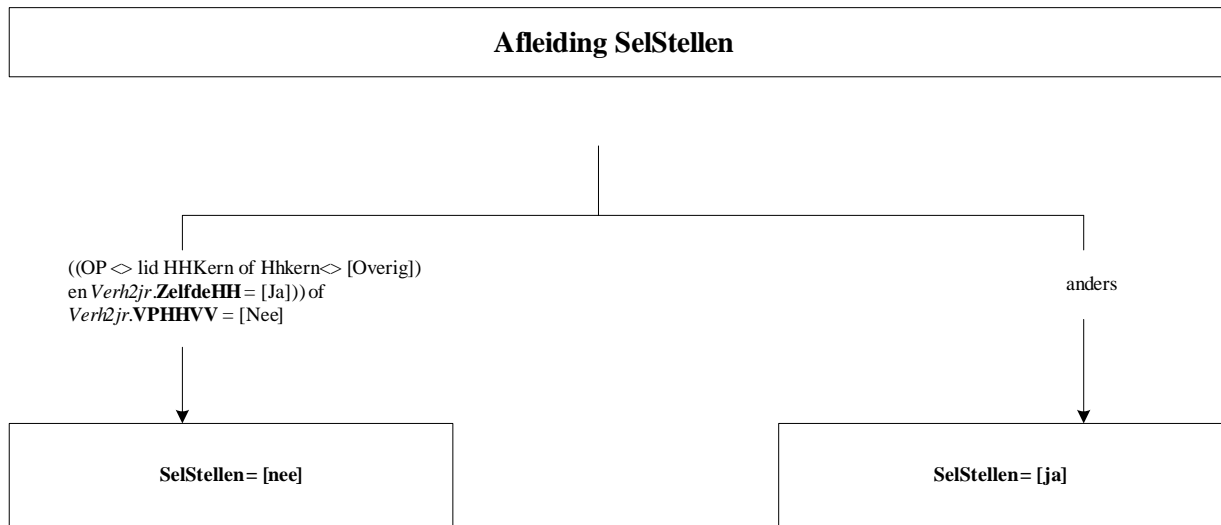 Afleiding SelStellen
((OP <> lid HHKern of Hhkern<> [Overig])
en Verh2jr.ZelfdeHH = [Ja])) of
Verh2jr.VPHHVV = [Nee]
anders
SelStellen = [nee]
SelStellen = [ja]